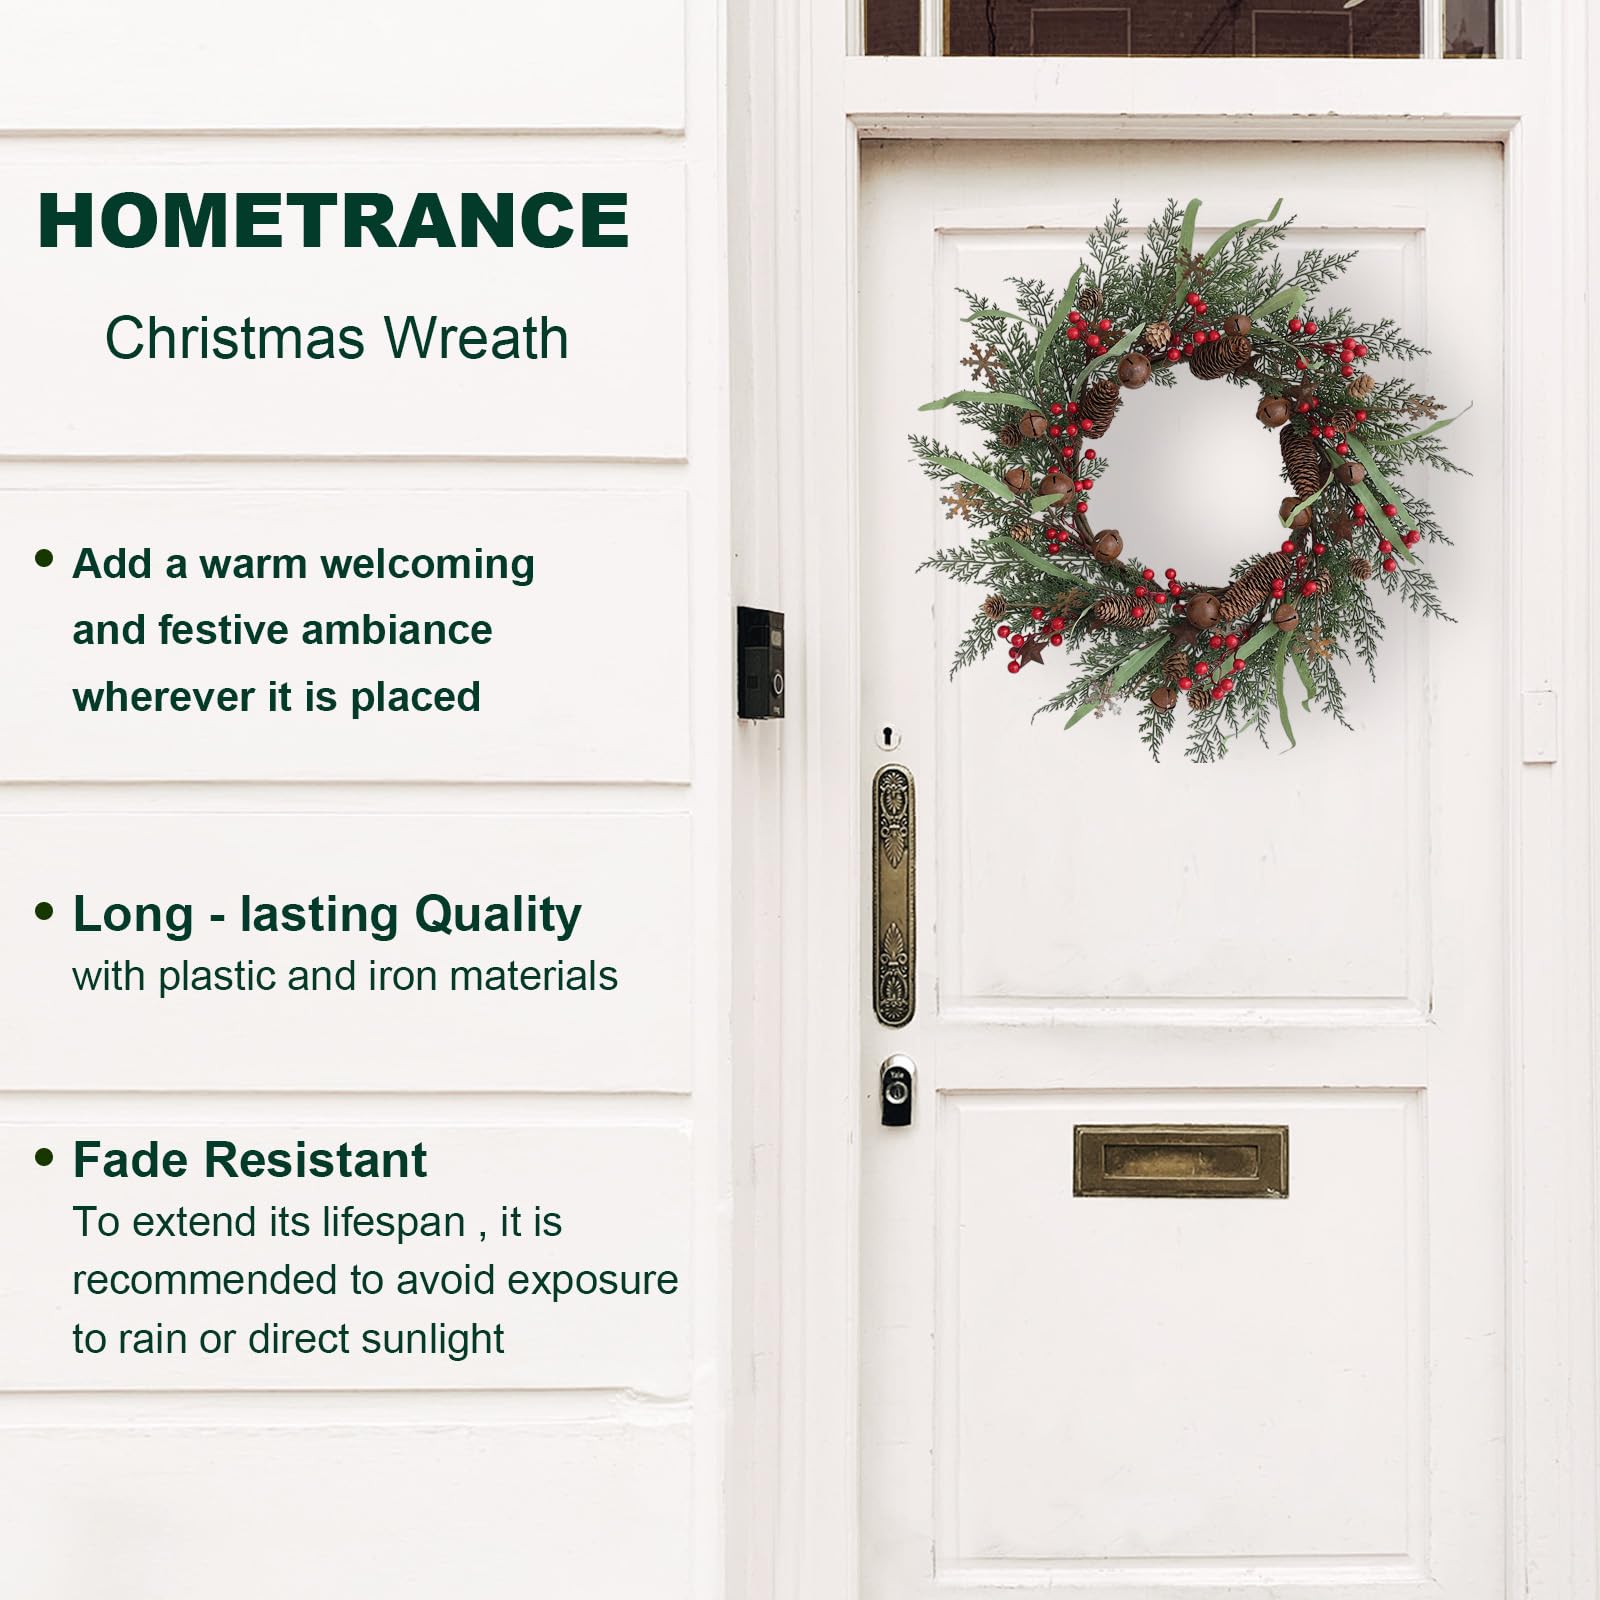 HOMETRANCE
Christmas Wreath
Add a warm welcoming
and festive ambiance
wherever it is placed
Long - lasting Quality
with plastic and iron materials
Fade Resistant
To extend its lifespan , it is
recommended to avoid exposure
to rain or direct sunlight
Yale